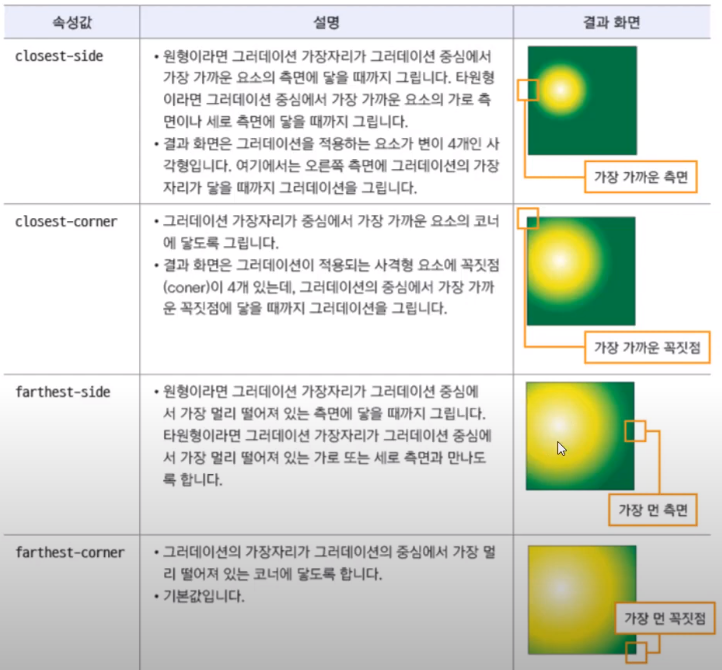 속성값
설명
결과 화면
closest-side
• 원형이라면 그러데이션 가장자리가 그러데이션 중심에서
가장 가까운 요소의 측면에 닿을 때까지 그립니다. 타원형
이라면 그러데이션 중심에서 가장 가까운 요소의 가로 측
면이나 세로 측면에 닿을 때까지 그립니다.
• 결과 화면은 그러데이션을 적용하는 요소가 변이 4개인 사
각형입니다. 여기에서는 오른쪽 측면에 그러데이션의 가장
자리가 닿을 때까지 그러데이션을 그립니다.
가장 가까운 측면
closest-corner
• 그러데이션 가장자리가 중심에서 가장 가까운 요소의 코너
에 닿도록 그립니다.
• 결과 화면은 그러데이션이 적용되는 사격형 요소에 꼭짓점
(coner)이 4개 있는데, 그러데이션의 중심에서 가장 가까
운 꼭짓점에 닿을 때까지 그러데이션을 그립니다.
가장 가까운 꼭짓점
farthest-side
• 원형이라면 그러데이션 가장자리가 그러데이션 중심에
서 가장 멀리 떨어져 있는 측면에 닿을 때까지 그립니다.
타원형이라면 그러데이션 가장자리가 그러데이션 중심에
서 가장 멀리 떨어져 있는 가로 또는 세로 측면과 만나도
록 합니다.
가장 먼 측면
farthest-corner
• 그러데이션의 가장자리가 그러데이션의 중심에서 가장 멀
리 떨어져 있는 코너에 닿도록 합니다.
• 기본값입니다.
가장 먼 꼭짓점